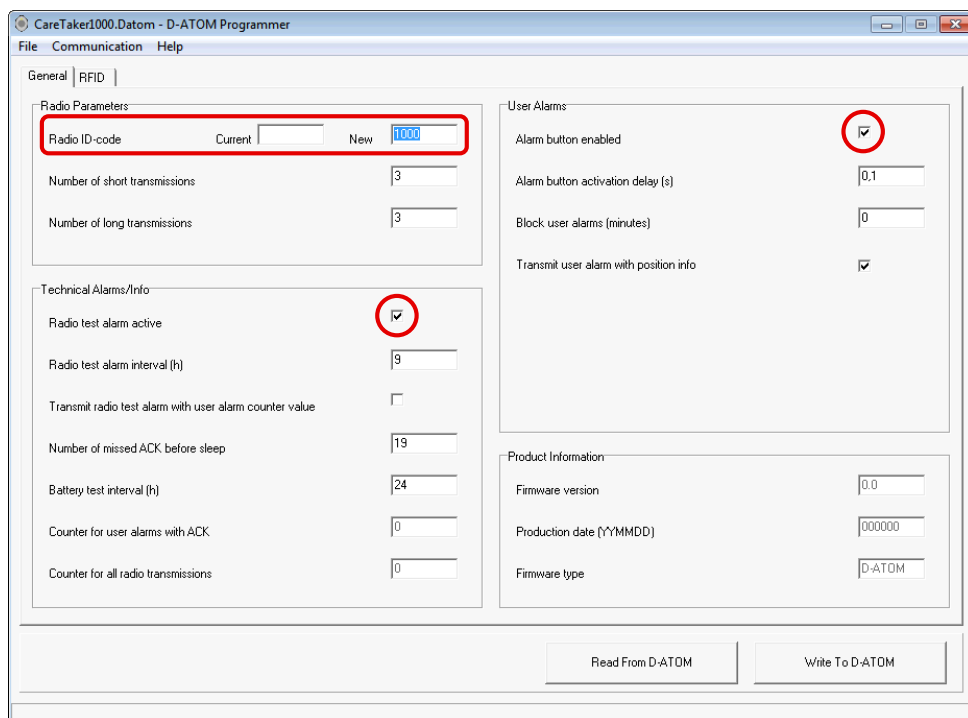 CareTaker1000.Datom - D-ATOM Programmer
File Communication Help
General RFID
Radio Parameters
Radio ID-code Current New 1000
Number of short transmissions 3
Number of long transmissions 3
Technical Alarms/Info
Radio test alarm active
Radio test alarm interval (h) 9
Transmit radio test alarm with user alarm counter value
Number of missed ACK before sleep 19
Battery test interval (h) 24
Counter for user alarms with ACK 0
Counter for all radio transmissions 0
User Alarms
Alarm button enabled
Alarm button activation delay (s) 0,1
Block user alarms (minutes) 0
Transmit user alarm with position info
Product Information
Firmware version 0.0
Production date (YYMMDD) 000000
Firmware type D-ATOM
Read From D-ATOM Write To D-ATOM